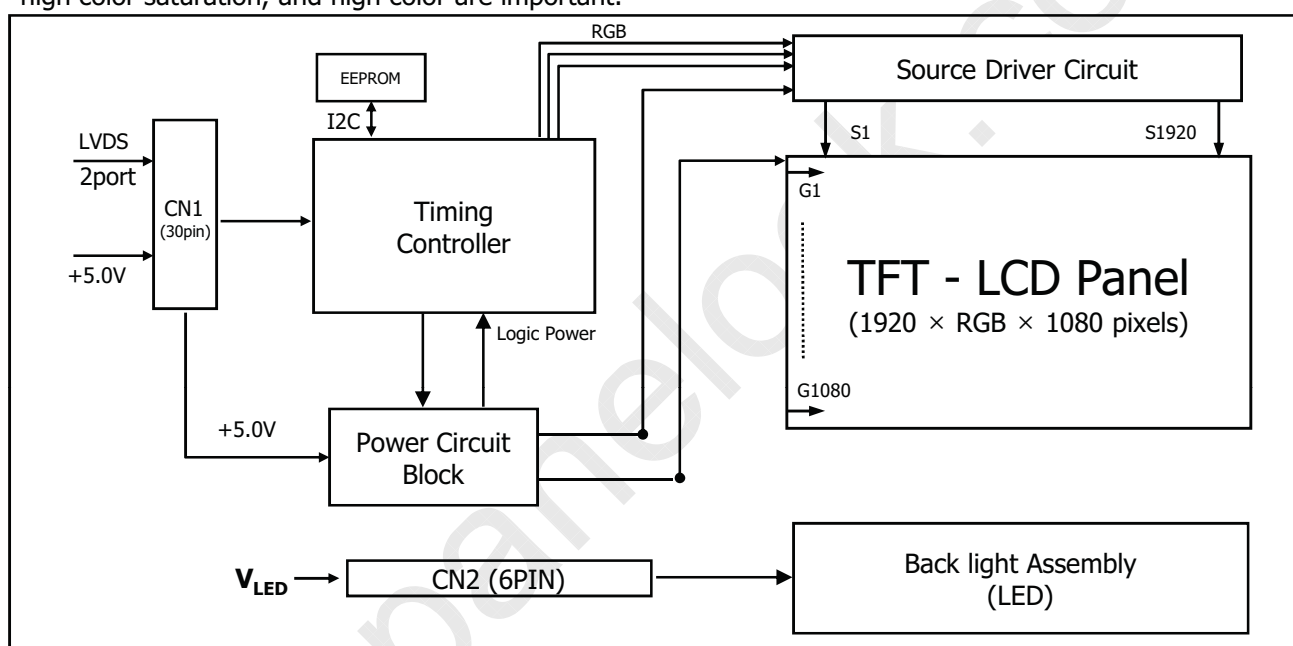 high color saturation, and high color are important.
RGB
EEPROM
I2C
Source Driver Circuit
LVDS
2port
CN1
(30pin)
+5.0V
Timing
Controller
S1
S1920
G1
TFT - LCD Panel
(1920 × RGB × 1080 pixels)
G1080
Logic Power
+5.0V
Power Circuit
Block
V_LED
CN2 (6PIN)
Back light Assembly
(LED)